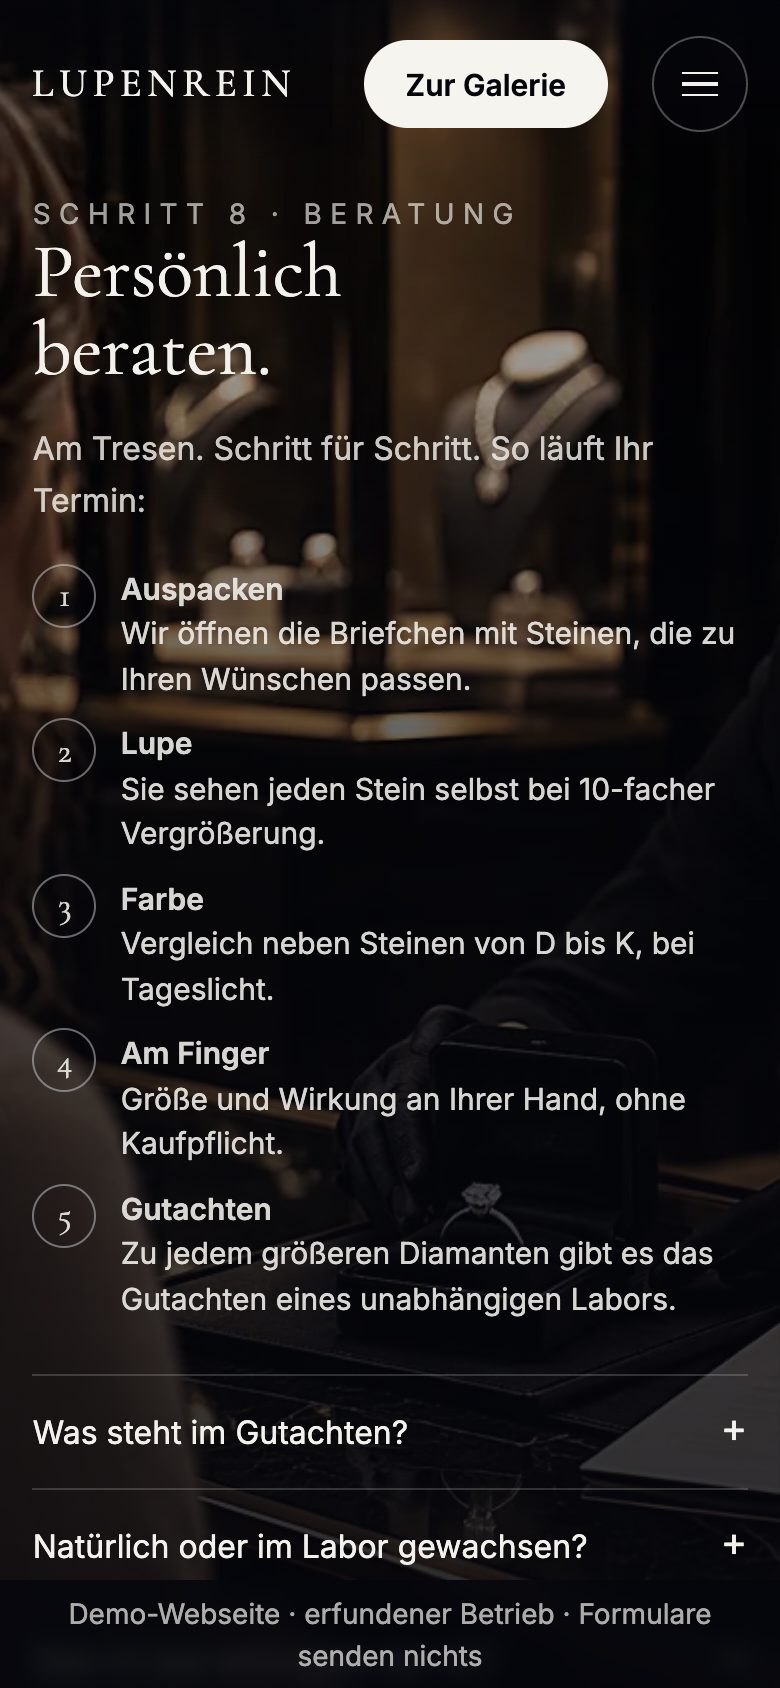 LUPENREIN
Zur Galerie
SCHRITT 8 · BERATUNG
Persönlich
beraten.
Am Tresen. Schritt für Schritt. So läuft Ihr
Termin:
1
Auspacken
Wir öffnen die Briefchen mit Steinen, die zu
Ihren Wünschen passen.
2
Lupe
Sie sehen jeden Stein selbst bei 10-facher
Vergrößerung.
3
Farbe
Vergleich neben Steinen von D bis K, bei
Tageslicht.
4
Am Finger
Größe und Wirkung an Ihrer Hand, ohne
Kaufpflicht.
5
Gutachten
Zu jedem größeren Diamanten gibt es das
Gutachten eines unabhängigen Labors.
Was steht im Gutachten? +
Natürlich oder im Labor gewachsen? +
Demo-Webseite · erfundener Betrieb · Formulare
senden nichts